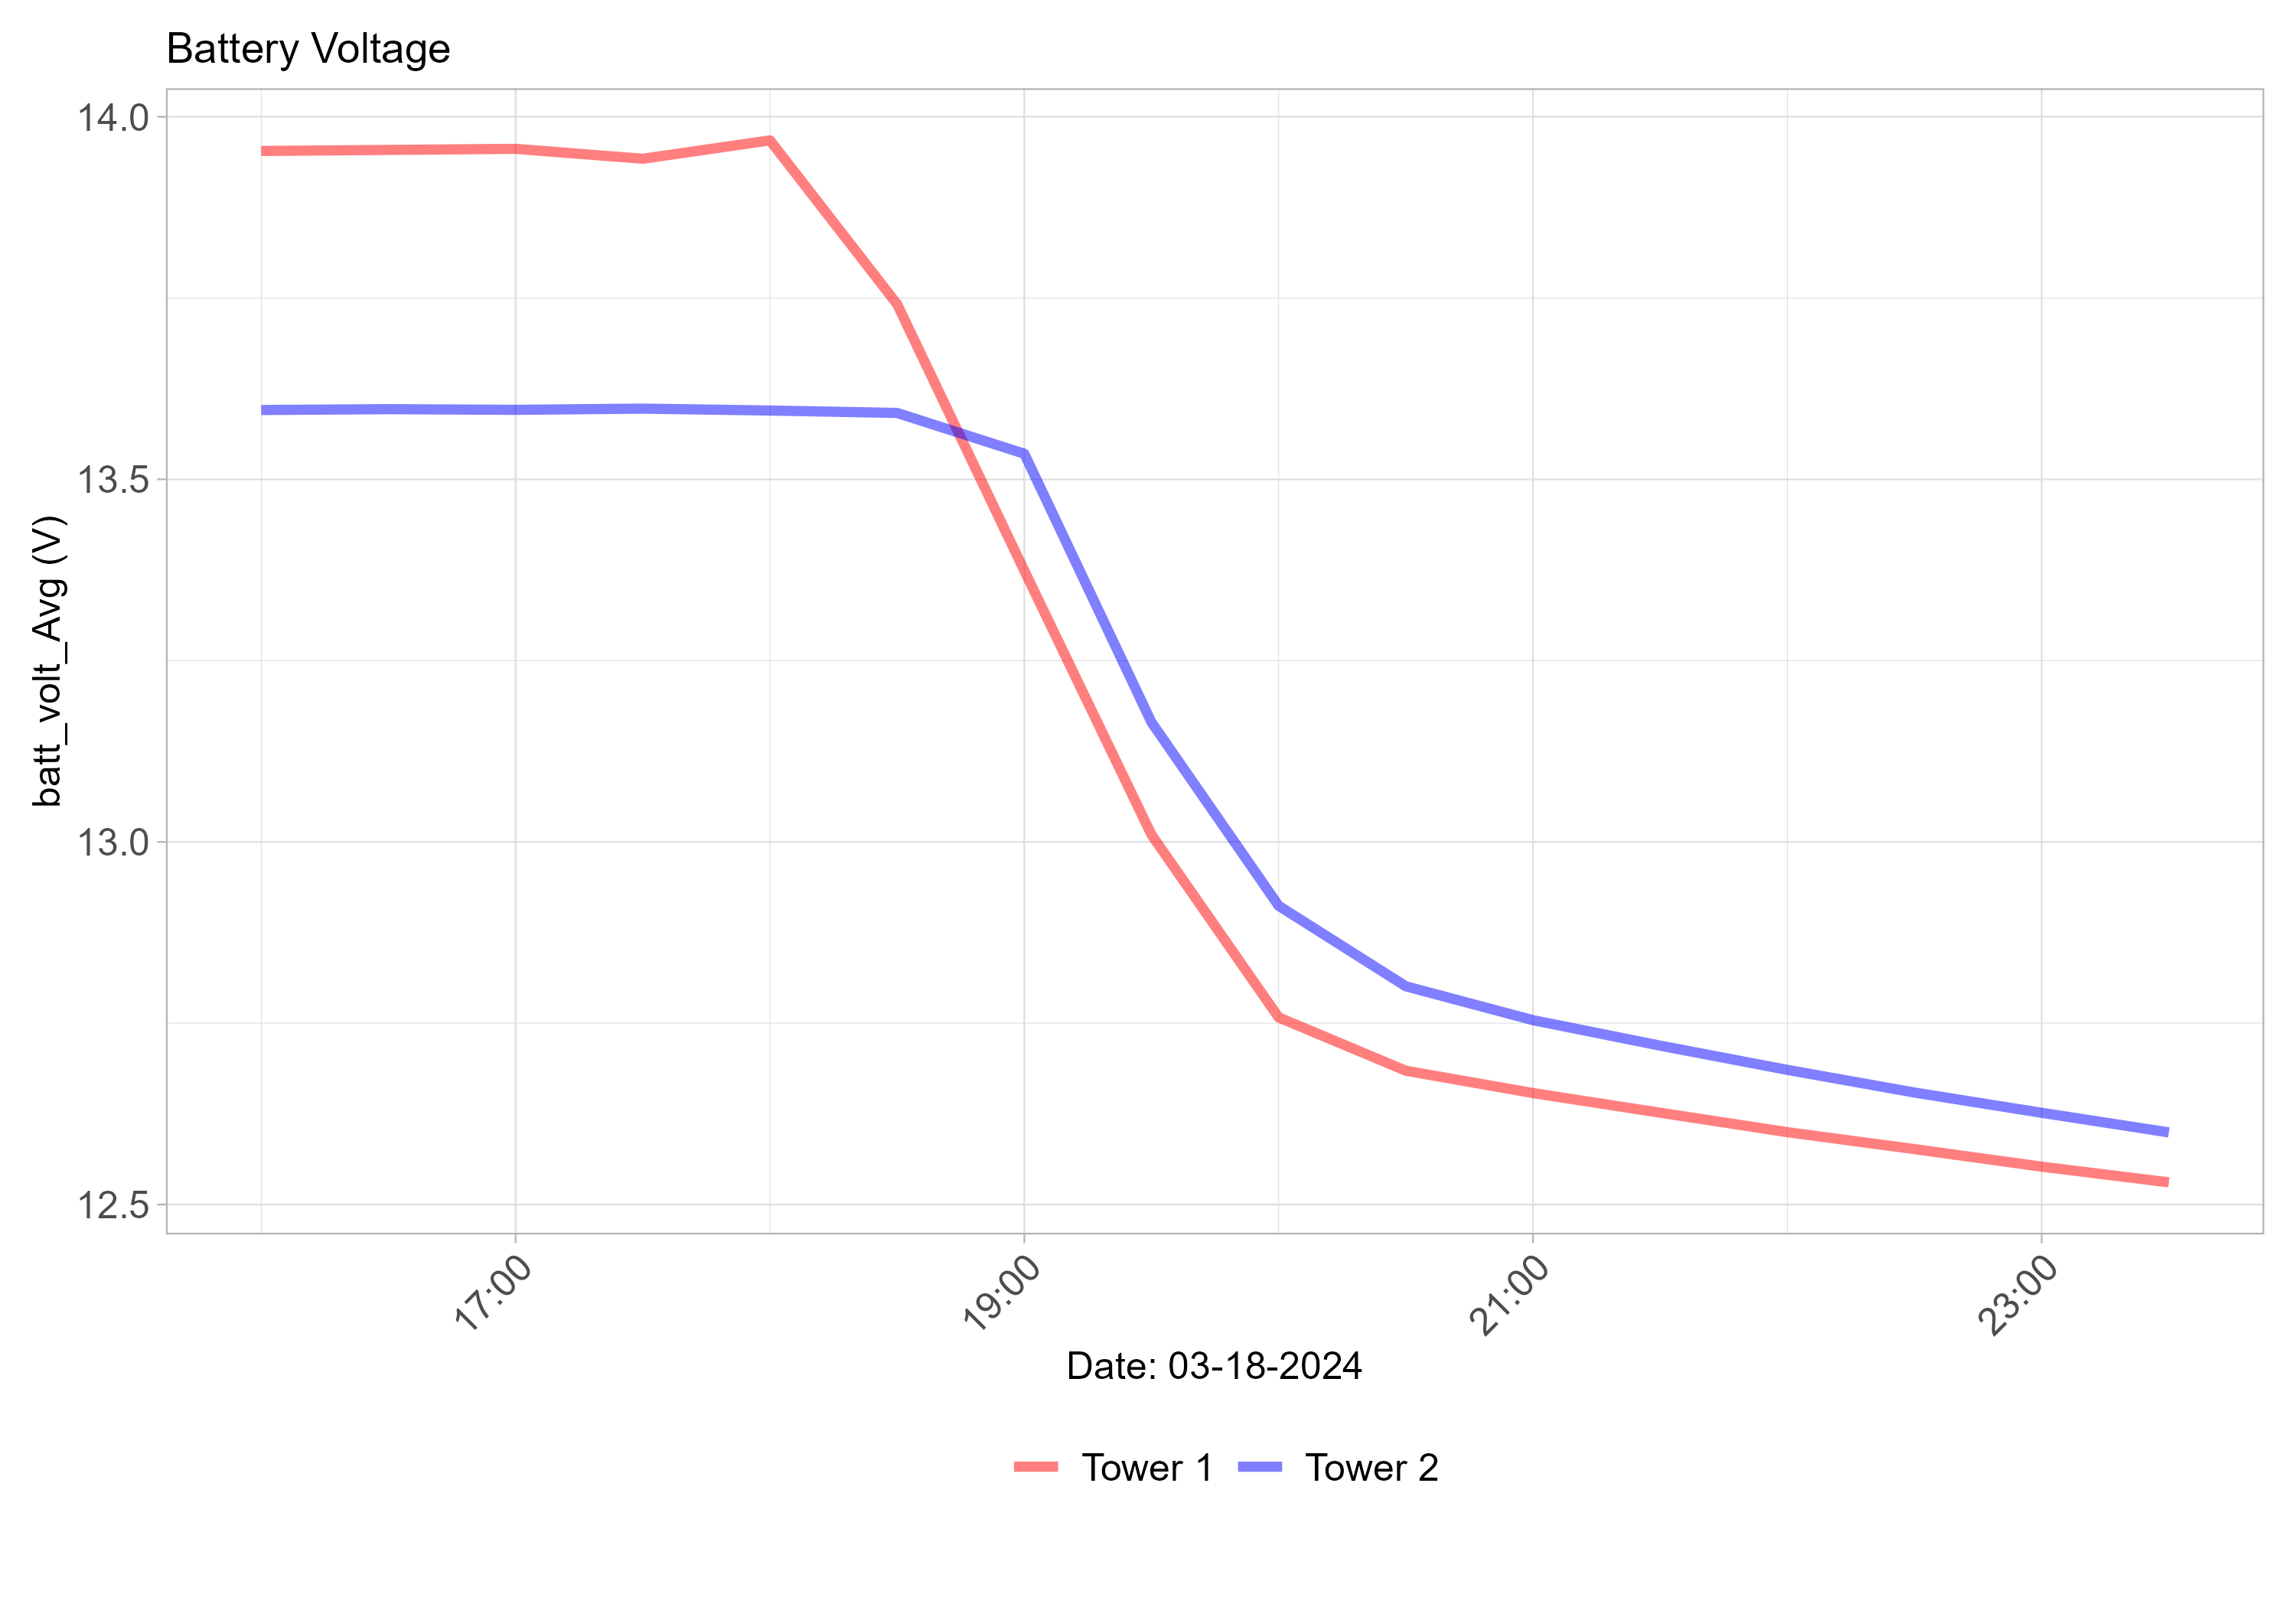 Battery Voltage
14.0
13.5
13.0
12.5
batt_volt_Avg (V)
17:00
19:00
21:00
23:00
Date: 03-18-2024
Tower 1
Tower 2